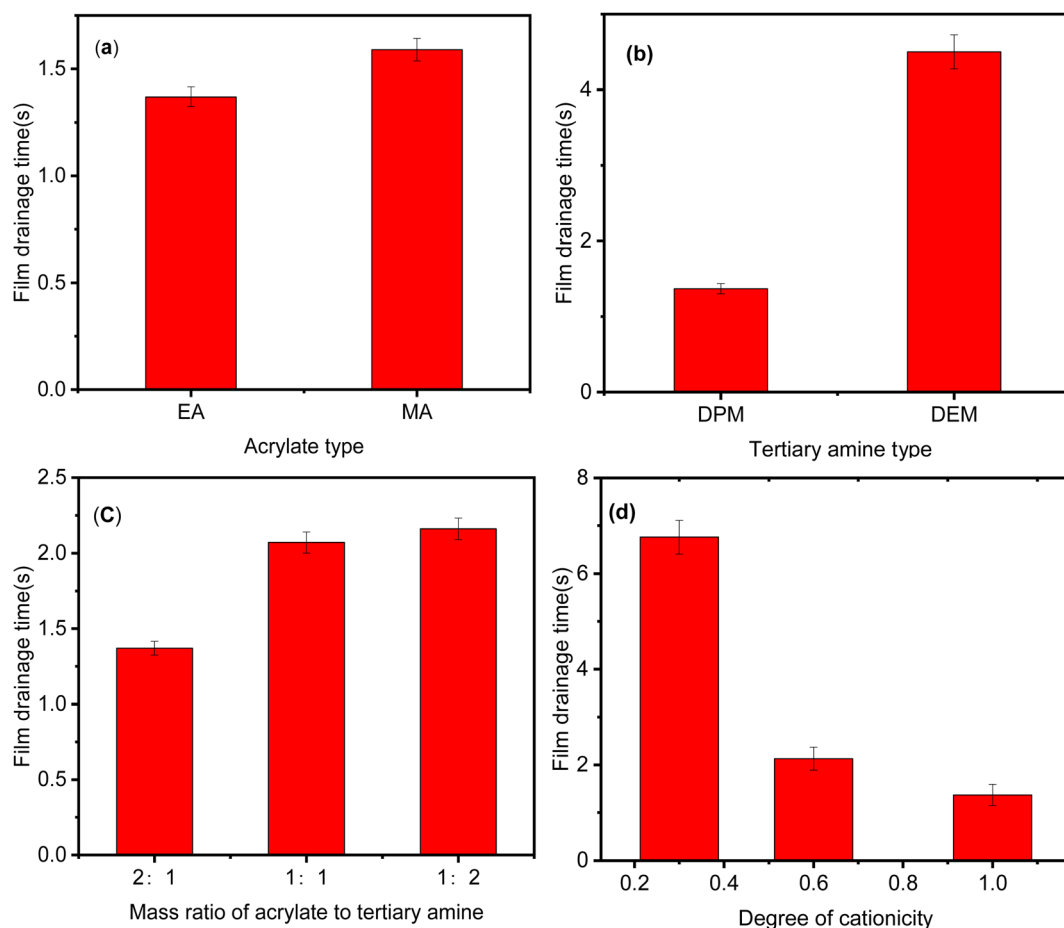 (a)
Film drainage time(s)
1.5
1.0
0.5
0.0
EA MA
Acrylate type
(b)
Film drainage time(s)
4
2
0
DPM DEM
Tertiary amine type
(C)
Film drainage time(s)
2.5
2.0
1.5
1.0
0.5
0.0
2: 1 1: 1 1: 2
Mass ratio of acrylate to tertiary amine
(d)
Film drainage time(s)
8
6
4
2
0
0.2 0.4 0.6 0.8 1.0
Degree of cationicity